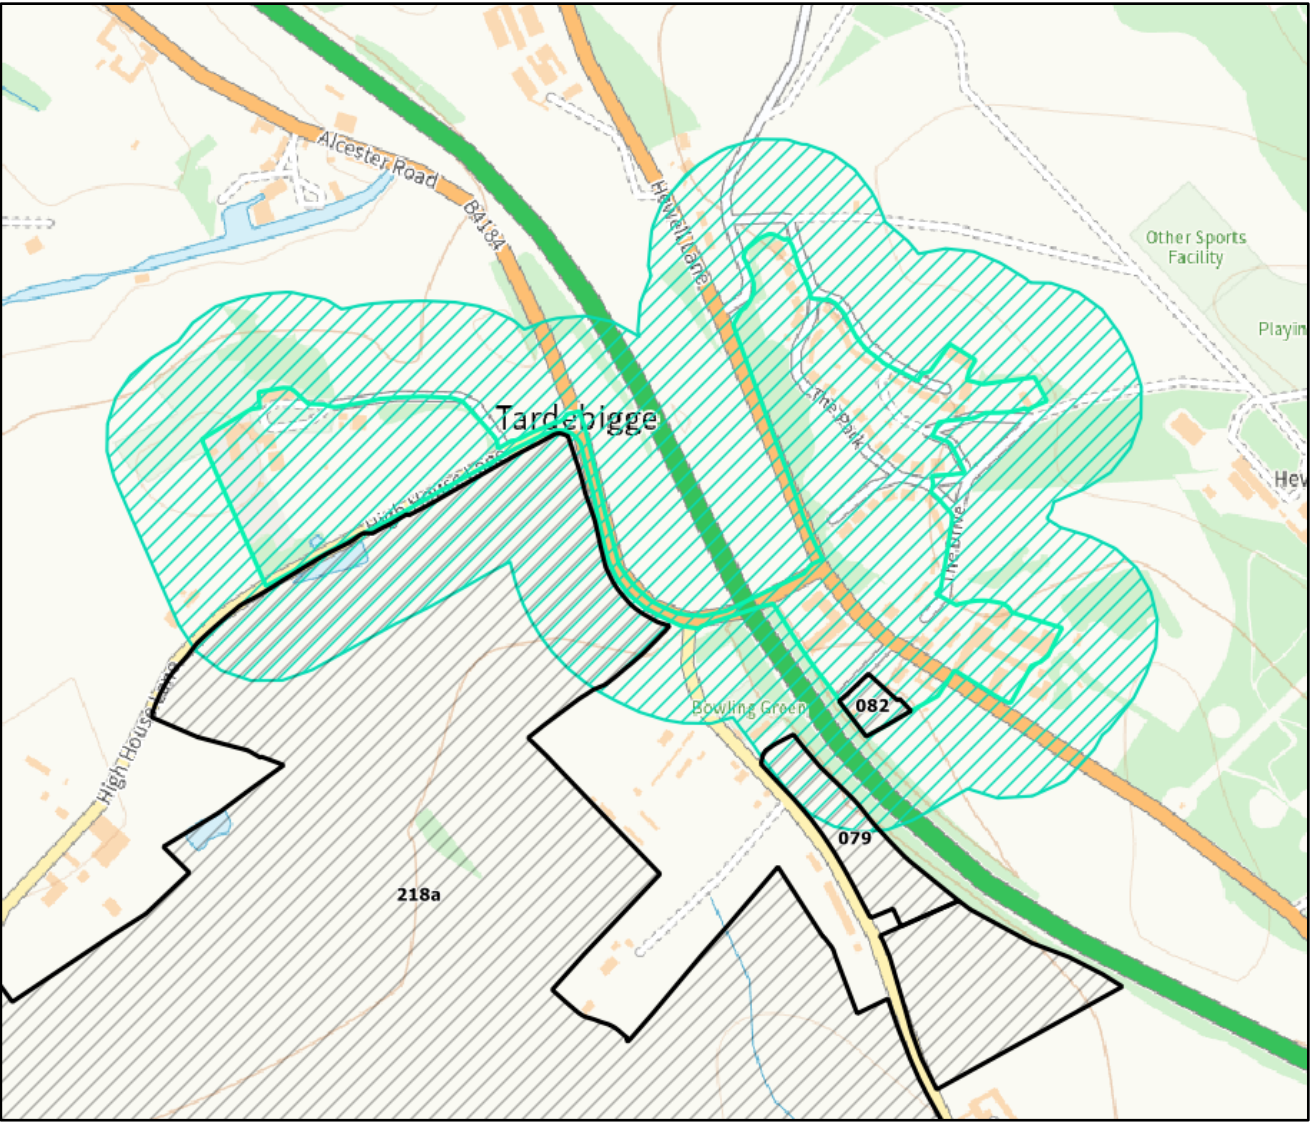 Alcester Road
B4184
Hewell Lane
Other Sports
Facility
Playin
Tardebigge
The Park
High House Lane
Hew
The Drive
High House Lane
Bowling Green
082
079
218a